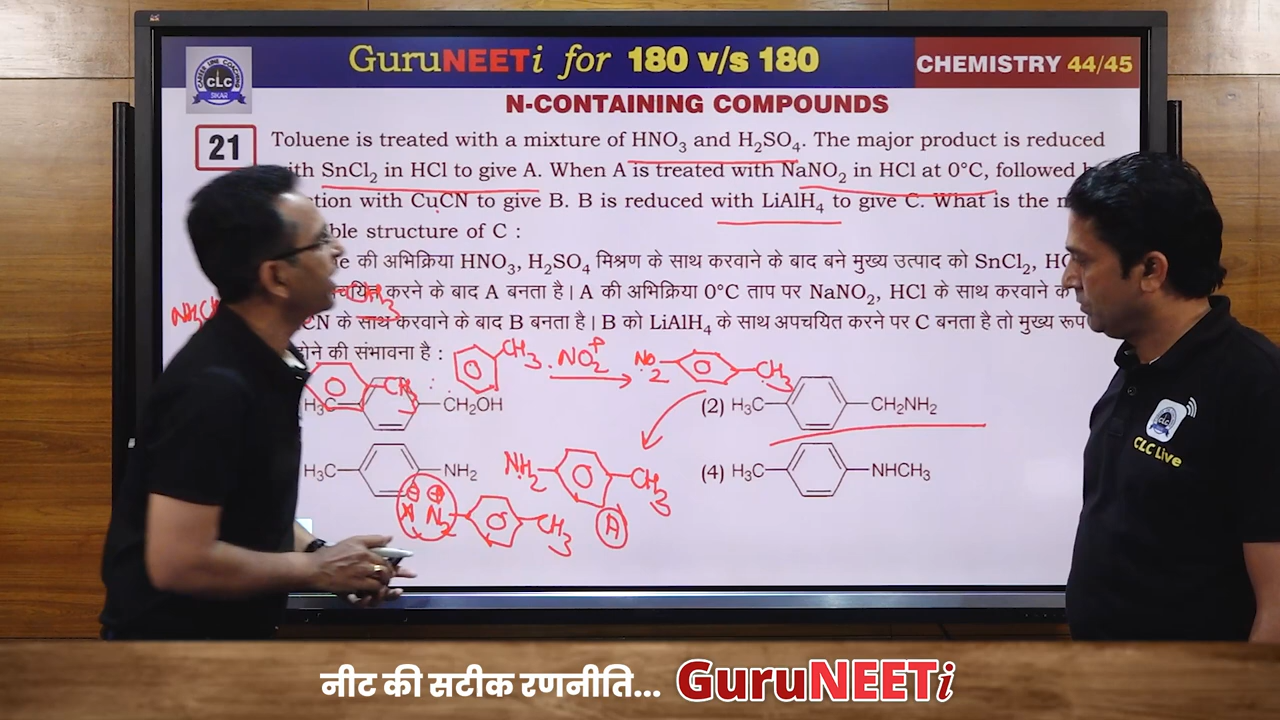 GuruNEETi for 180 v/s 180
CHEMISTRY 44/45
CLC
SIKAR
N-CONTAINING COMPOUNDS
21
Toluene is treated with a mixture of HNO₃ and H₂SO₄. The major product is reduced
SnCl₂ in HCl to give A. When A is treated with NaNO₂ in HCl at 0°C, followed
with CuCN to give B. B is reduced with LiAlH₄ to give C. What is the
structure of C :
की अभिक्रिया HNO₃, H₂SO₄ मिश्रण के साथ करवाने के बाद बने मुख्य उत्पाद को SnCl₂,
करने के बाद A बनता है। A की अभिक्रिया 0°C ताप पर NaNO₂, HCl के साथ करवाने के
के साथ करवाने के बाद B बनता है। B को LiAlH₄ के साथ अपचयित करने पर C बनता है तो मुख्य रूप
होने की संभावना है :
CH₃
CH₃
NO₂⊕
NO₂
CH₃
CH₃
H₃C
CH₂OH
(2) H₃C
CH₂NH₂
H₃C
NH₂
NH₂
CH₃
A
(4) H₃C
NHCH₃
N₂
CH₃
CLC Live
नीट की सटीक रणनीति...
GuruNEETi